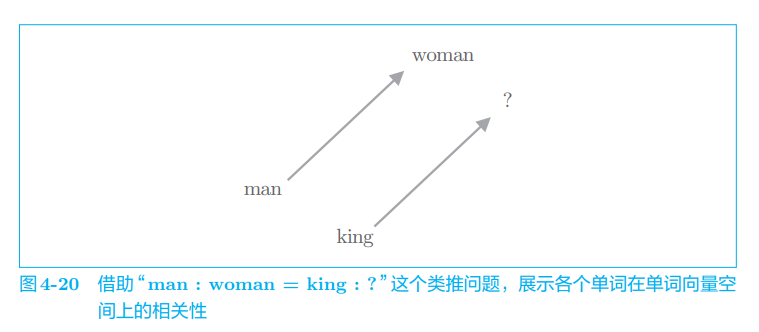 woman
?
man
king
图4-20 借助“man : woman = king : ?”这个类推问题，展示各个单词在单词向量空
间上的相关性